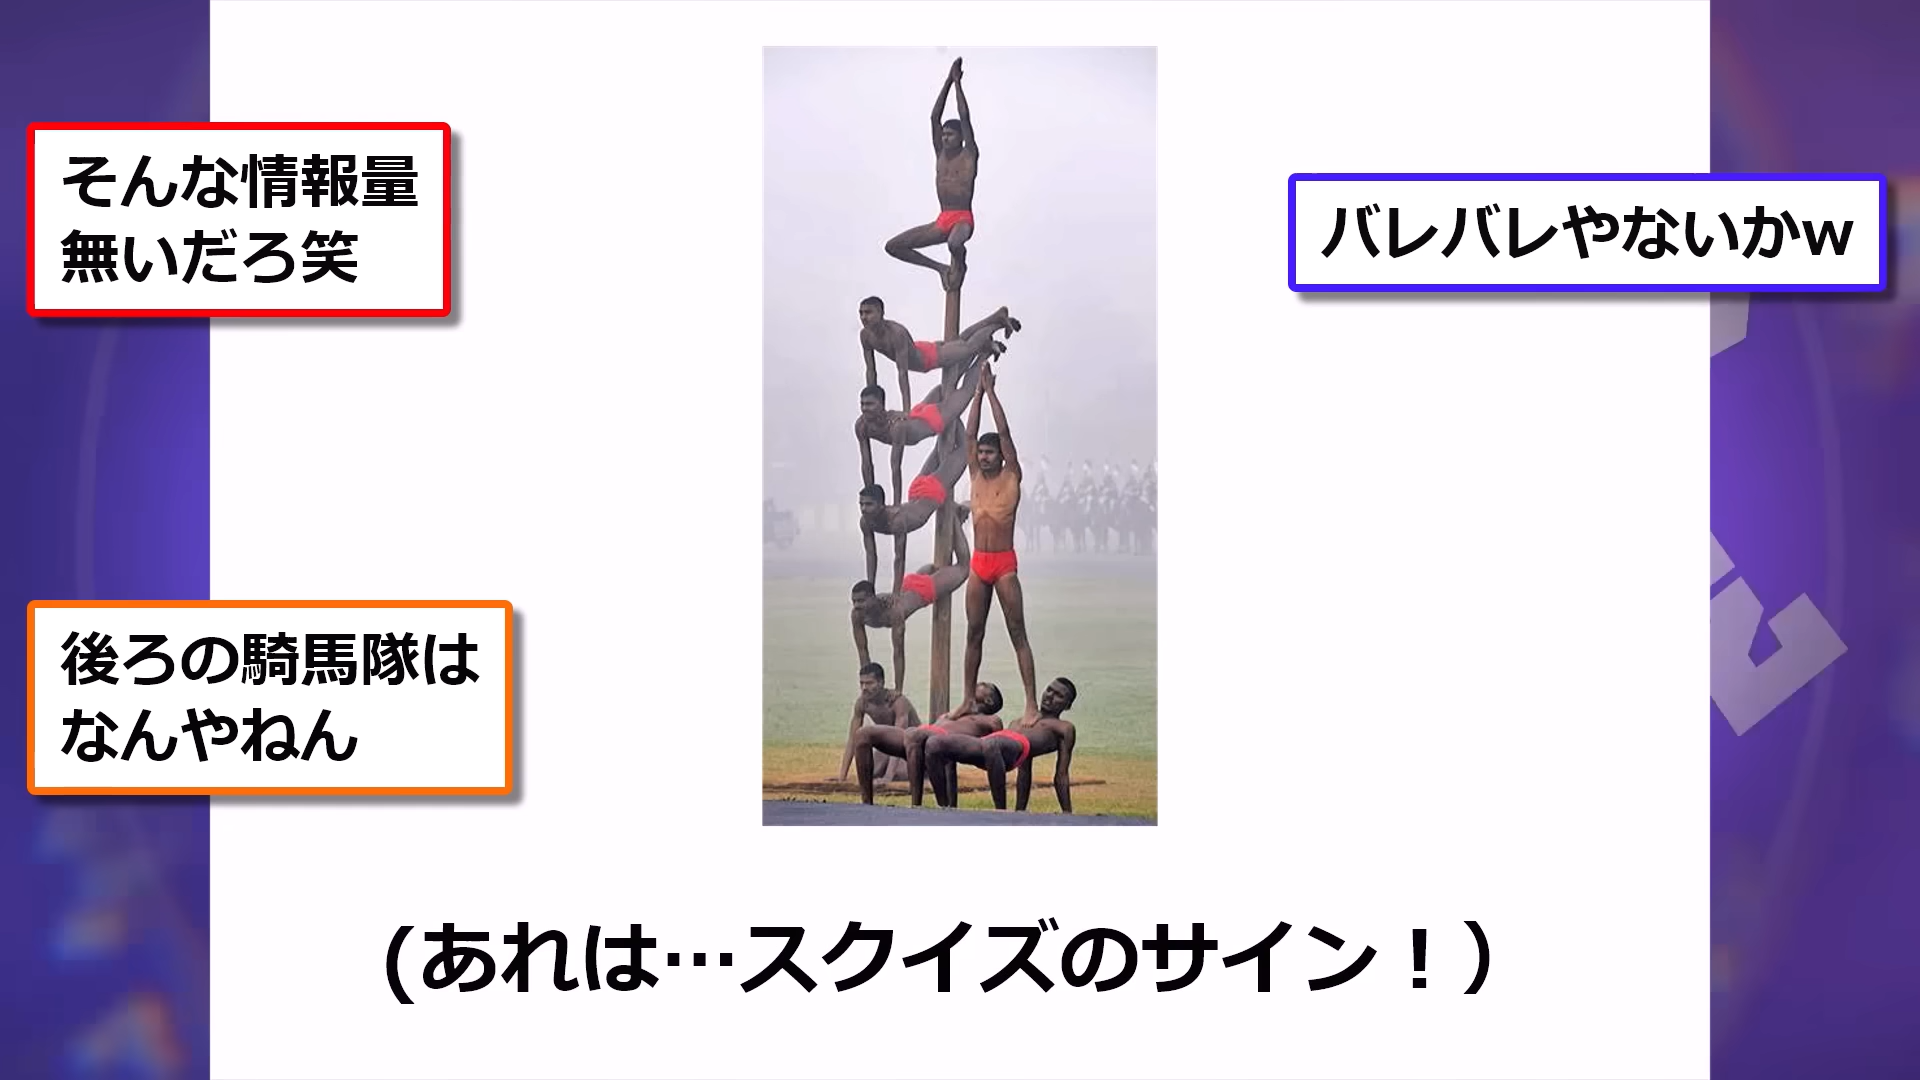 そんな情報量
無いだろ笑
バレバレやないかw
後ろの騎馬隊は
なんやねん
(あれは…スクイズのサイン！）